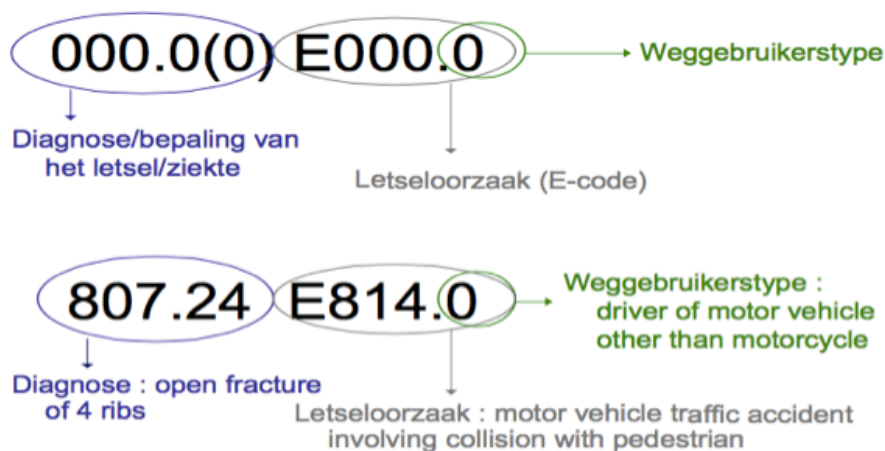 000.0(0) E000.0
Weggebruikerstype
Diagnose/bepaling van
het letsel/ziekte
Letseloorzaak (E-code)
807.24 E814.0
Weggebruikerstype :
driver of motor vehicle
other than motorcycle
Diagnose : open fracture
of 4 ribs
Letseloorzaak : motor vehicle traffic accident
involving collision with pedestrian